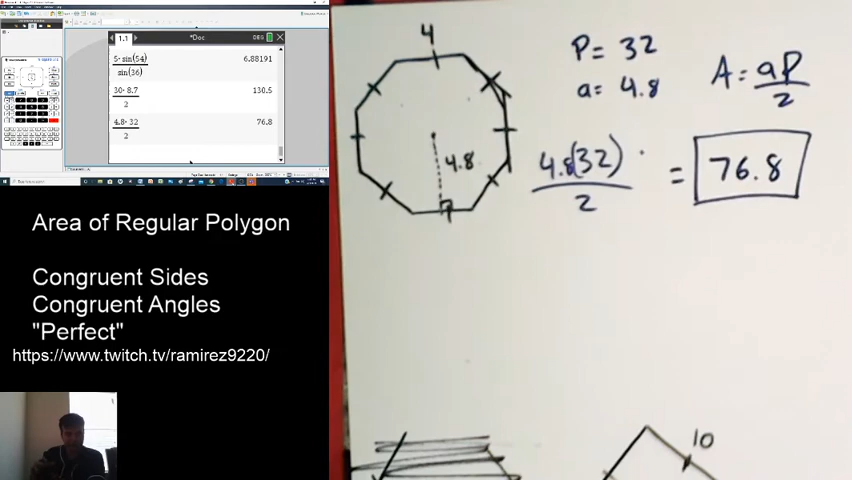 1.1
*Doc
DEG
5·sin(54)
sin(36)
6.88191
30·8.7
2
130.5
4.8·32
2
76.8
Area of Regular Polygon
Congruent Sides
Congruent Angles
"Perfect"
https://www.twitch.tv/ramirez9220/
4
4.8
P = 32
a = 4.8
A = aP
2
4.8(32)
2
= 76.8
10